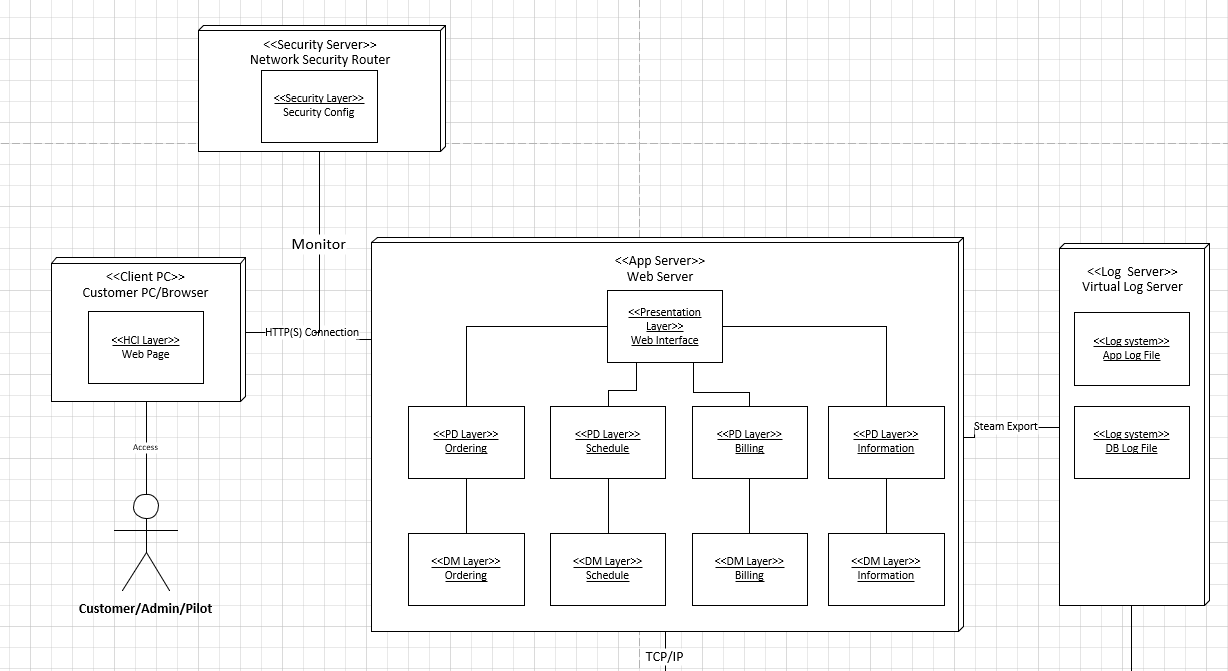 <<Security Server>>
Network Security Router
<<Security Layer>>
Security Config
Monitor
<<Client PC>>
Customer PC/Browser
<<HCI Layer>>
Web Page
HTTP(S) Connection
Access
Customer/Admin/Pilot
<<App Server>>
Web Server
<<Presentation
Layer>>
Web Interface
<<PD Layer>>
Ordering
<<PD Layer>>
Schedule
<<PD Layer>>
Billing
<<PD Layer>>
Information
<<DM Layer>>
Ordering
<<DM Layer>>
Schedule
<<DM Layer>>
Billing
<<DM Layer>>
Information
TCP/IP
Steam Export
<<Log  Server>>
Virtual Log Server
<<Log system>>
App Log File
<<Log system>>
DB Log File